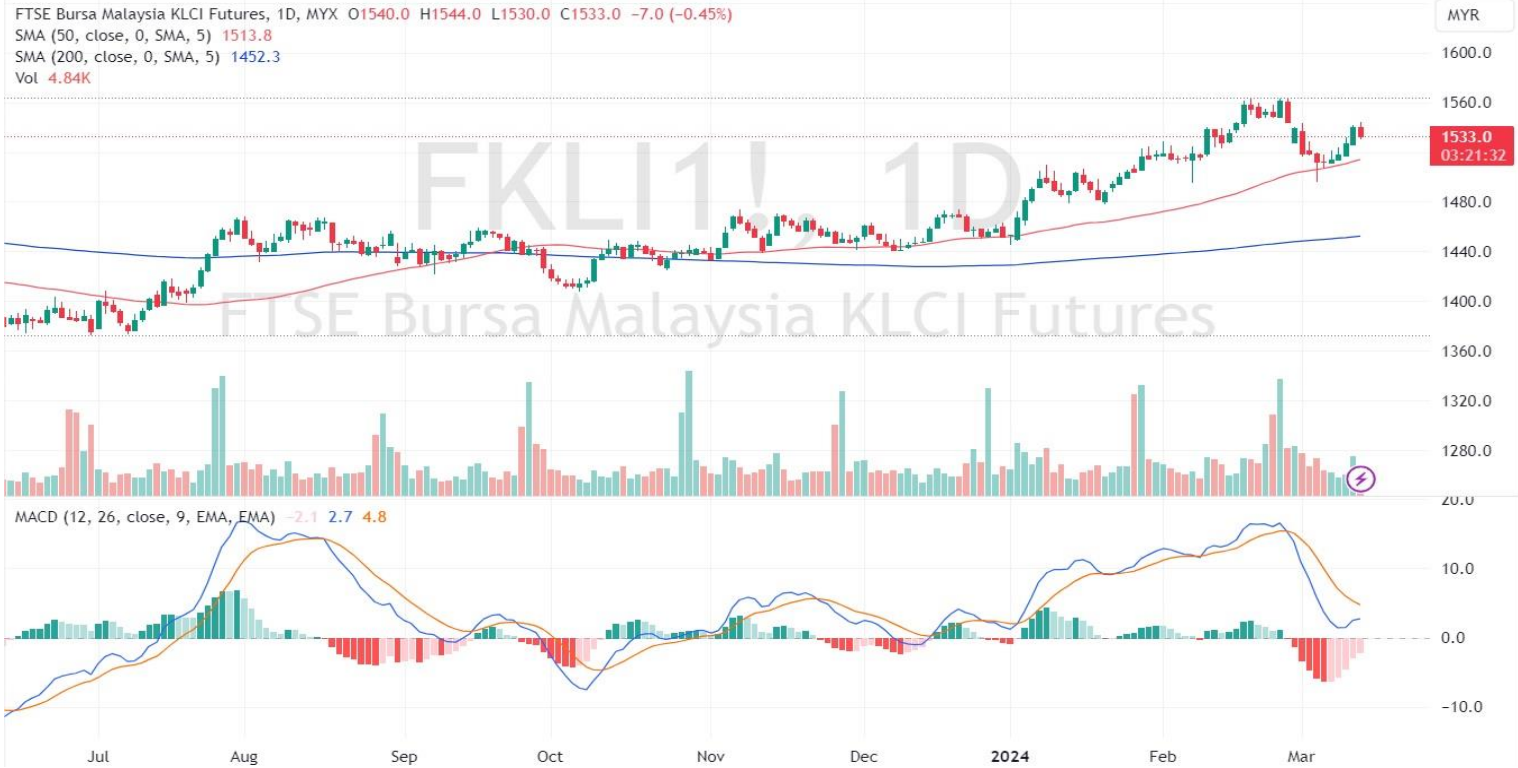 FTSE Bursa Malaysia KLCI Futures, 1D, MYX O1540.0 H1544.0 L1530.0 C1533.0 −7.0 (−0.45%)
MYR
SMA (50, close, 0, SMA, 5) 1513.8
SMA (200, close, 0, SMA, 5) 1452.3
Vol 4.84K
1600.0
1560.0
1533.0
03:21:32
1480.0
1440.0
1400.0
1360.0
1320.0
1280.0
FKLI1!, 1D
FTSE Bursa Malaysia KLCI Futures
20.0
MACD (12, 26, close, 9, EMA, EMA) −2.1 2.7 4.8
10.0
0.0
−10.0
Jul Aug Sep Oct Nov Dec 2024 Feb Mar